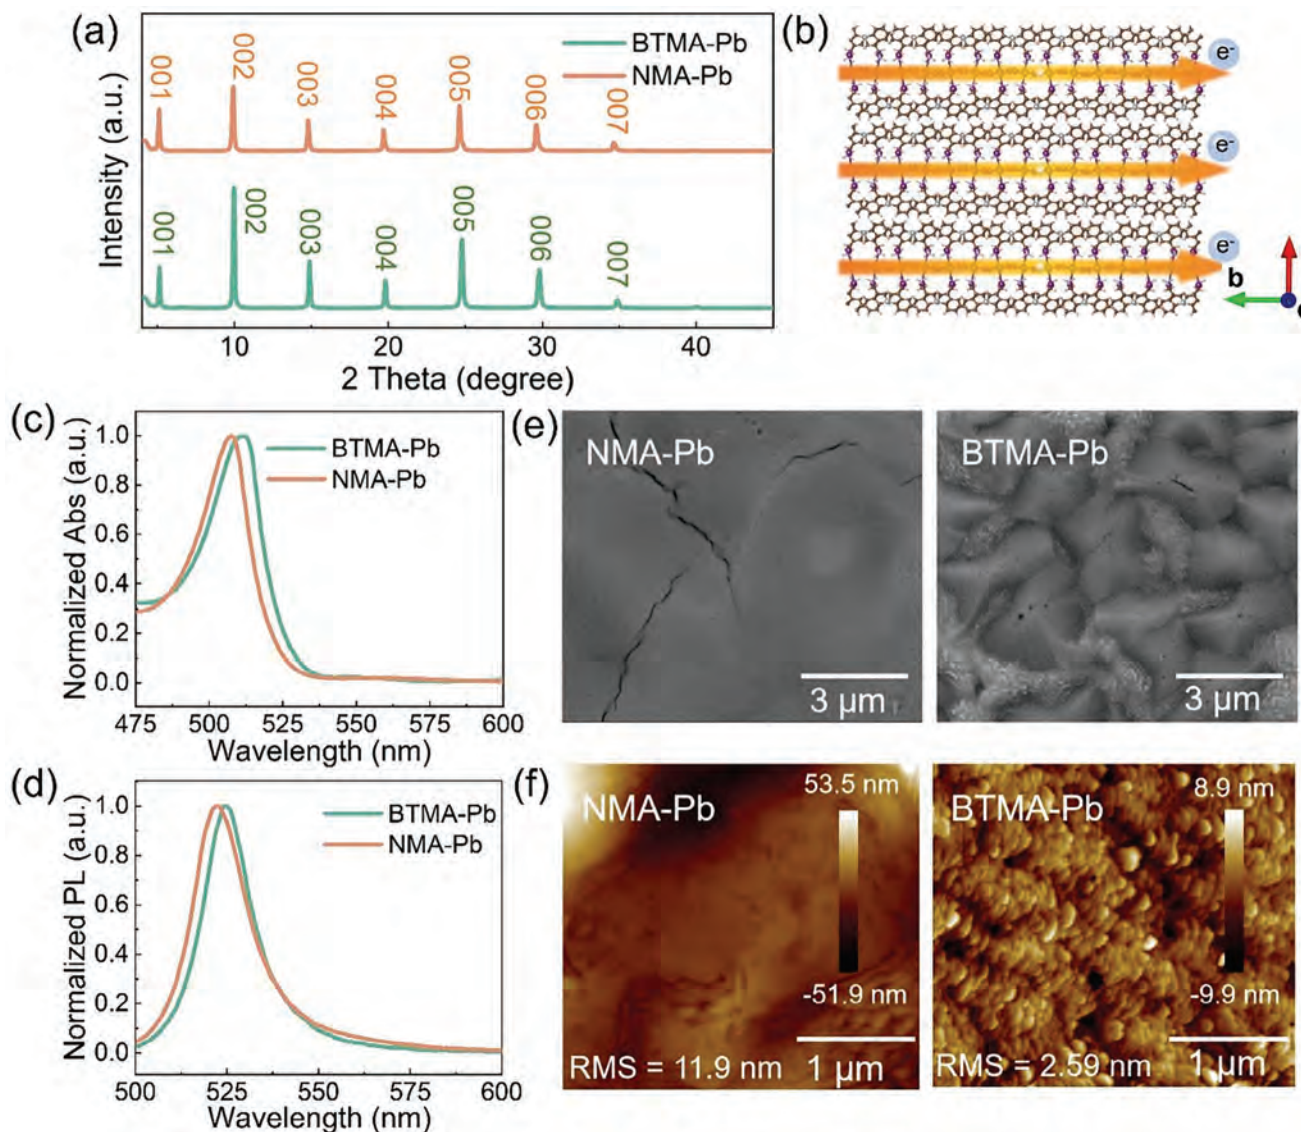 (a)
BTMA-Pb
NMA-Pb
001
002
003
004
005
006
007
001
002
003
004
005
006
007
Intensity (a.u.)
10
20
30
40
2 Theta (degree)
(b)
e-
e-
e-
b
(c)
BTMA-Pb
NMA-Pb
Normalized Abs (a.u.)
1.0
0.8
0.6
0.4
0.2
0.0
475
500
525
550
575
600
Wavelength (nm)
(d)
BTMA-Pb
NMA-Pb
Normalized PL (a.u.)
1.0
0.8
0.6
0.4
0.2
0.0
500
525
550
575
600
Wavelength (nm)
(e)
NMA-Pb
3 μm
BTMA-Pb
3 μm
(f)
NMA-Pb
53.5 nm
-51.9 nm
RMS = 11.9 nm
1 μm
BTMA-Pb
8.9 nm
-9.9 nm
RMS = 2.59 nm
1 μm